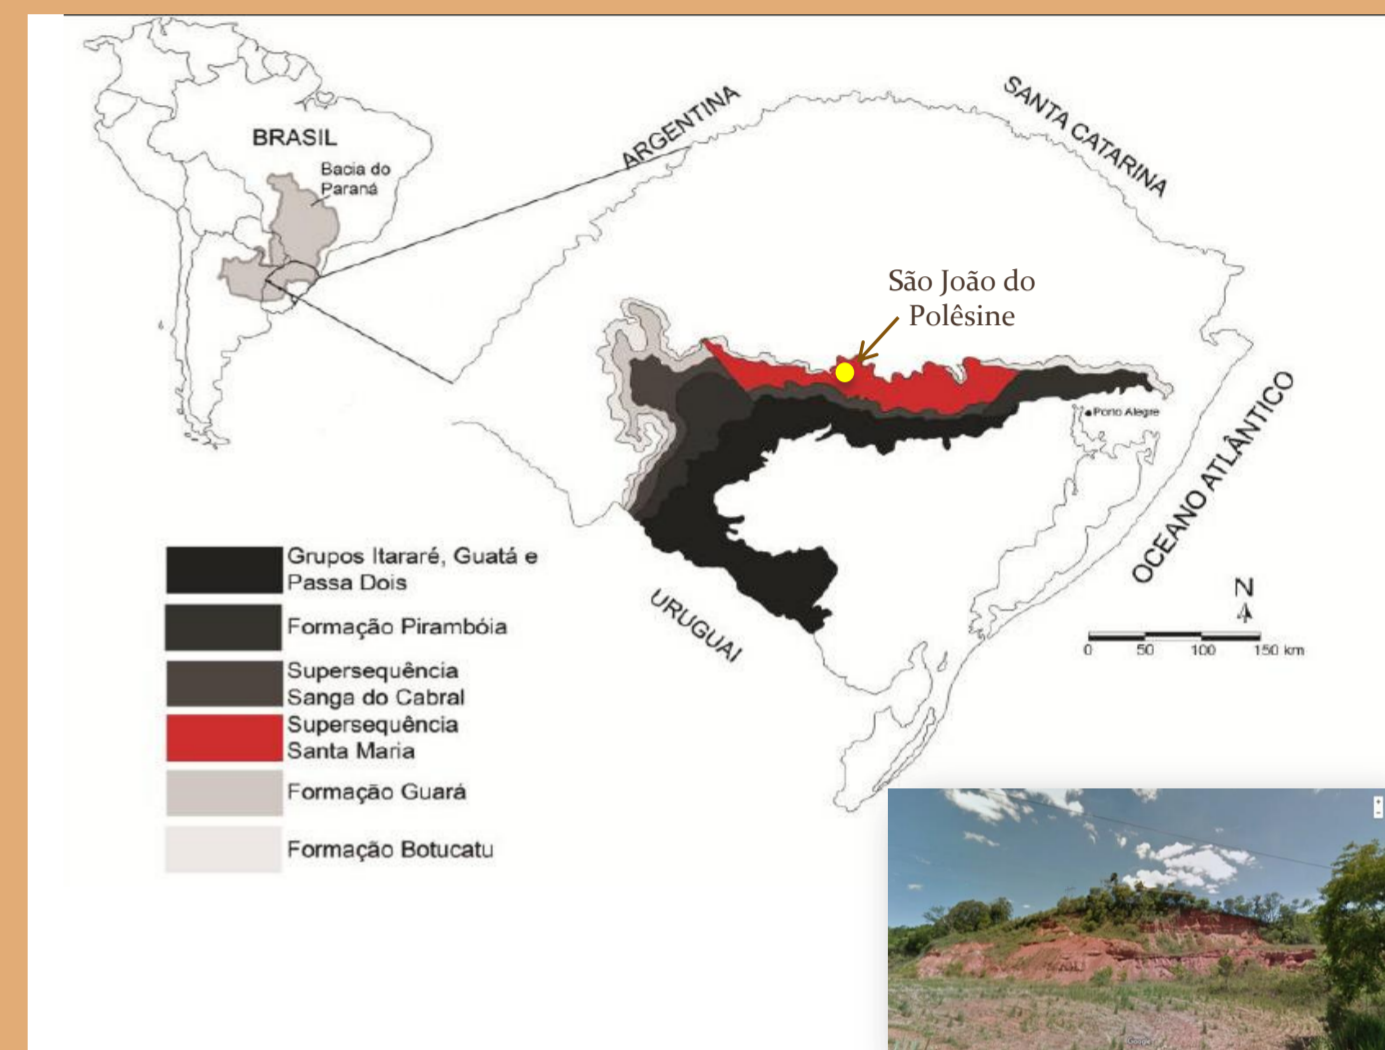 BRASIL
Bacia do
Paraná
ARGENTINA
SANTA CATARINA
São João do
Polêsine
Porto Alegre
OCEANO ATLÂNTICO
URUGUAI
N
0 50 100 150 km
Grupos Itararé, Guatá e
Passa Dois
Formação Pirambóia
Supersequência
Sanga do Cabral
Supersequência
Santa Maria
Formação Guará
Formação Botucatu
Google